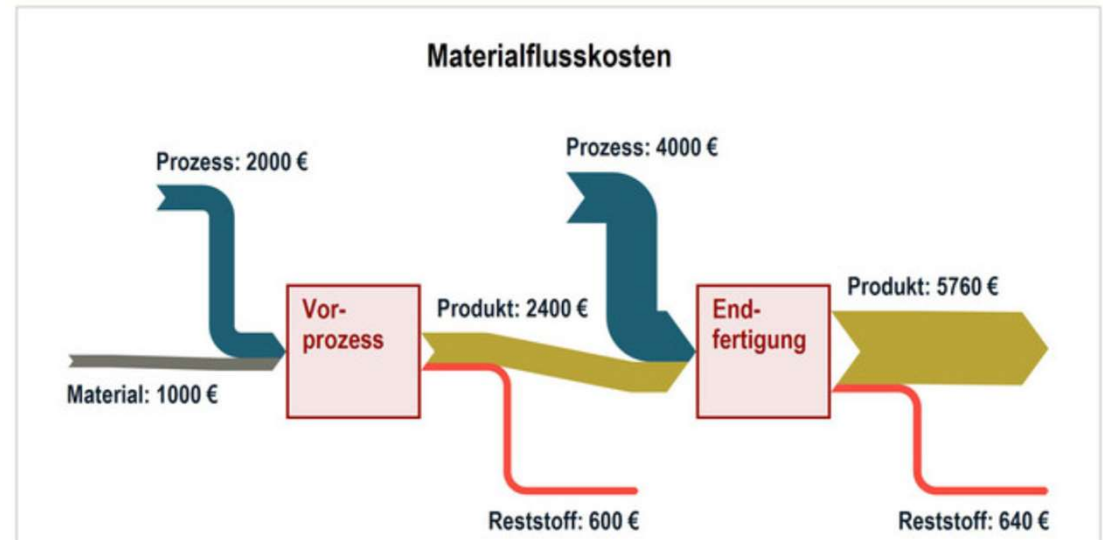 Materialflusskosten
Prozess: 2000 €
Prozess: 4000 €
Material: 1000 €
Vor-
prozess
Produkt: 2400 €
End-
fertigung
Produkt: 5760 €
Reststoff: 600 €
Reststoff: 640 €